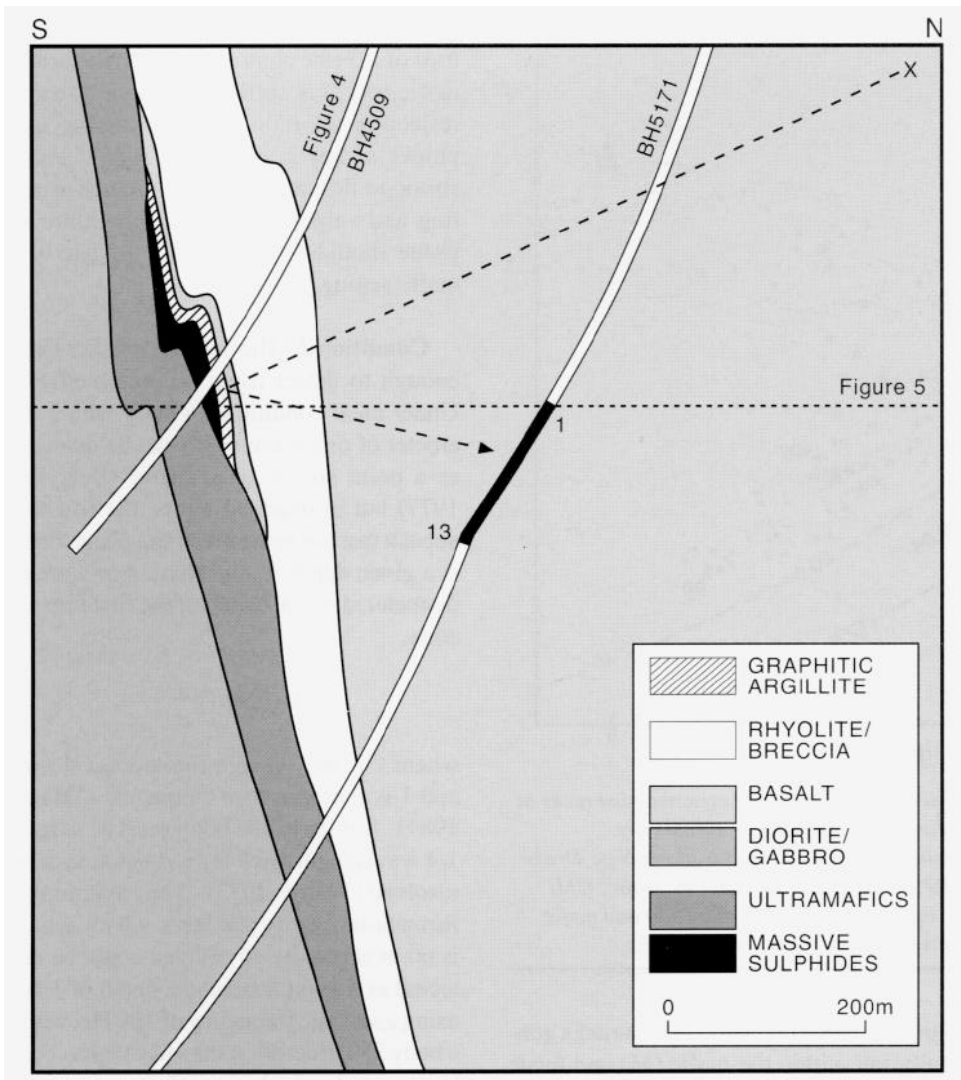 S
N
X
Figure 4
BH4509
BH5171
Figure 5
1
13
GRAPHITIC
ARGILLITE
RHYOLITE/
BRECCIA
BASALT
DIORITE/
GABBRO
ULTRAMAFICS
MASSIVE
SULPHIDES
0
200m